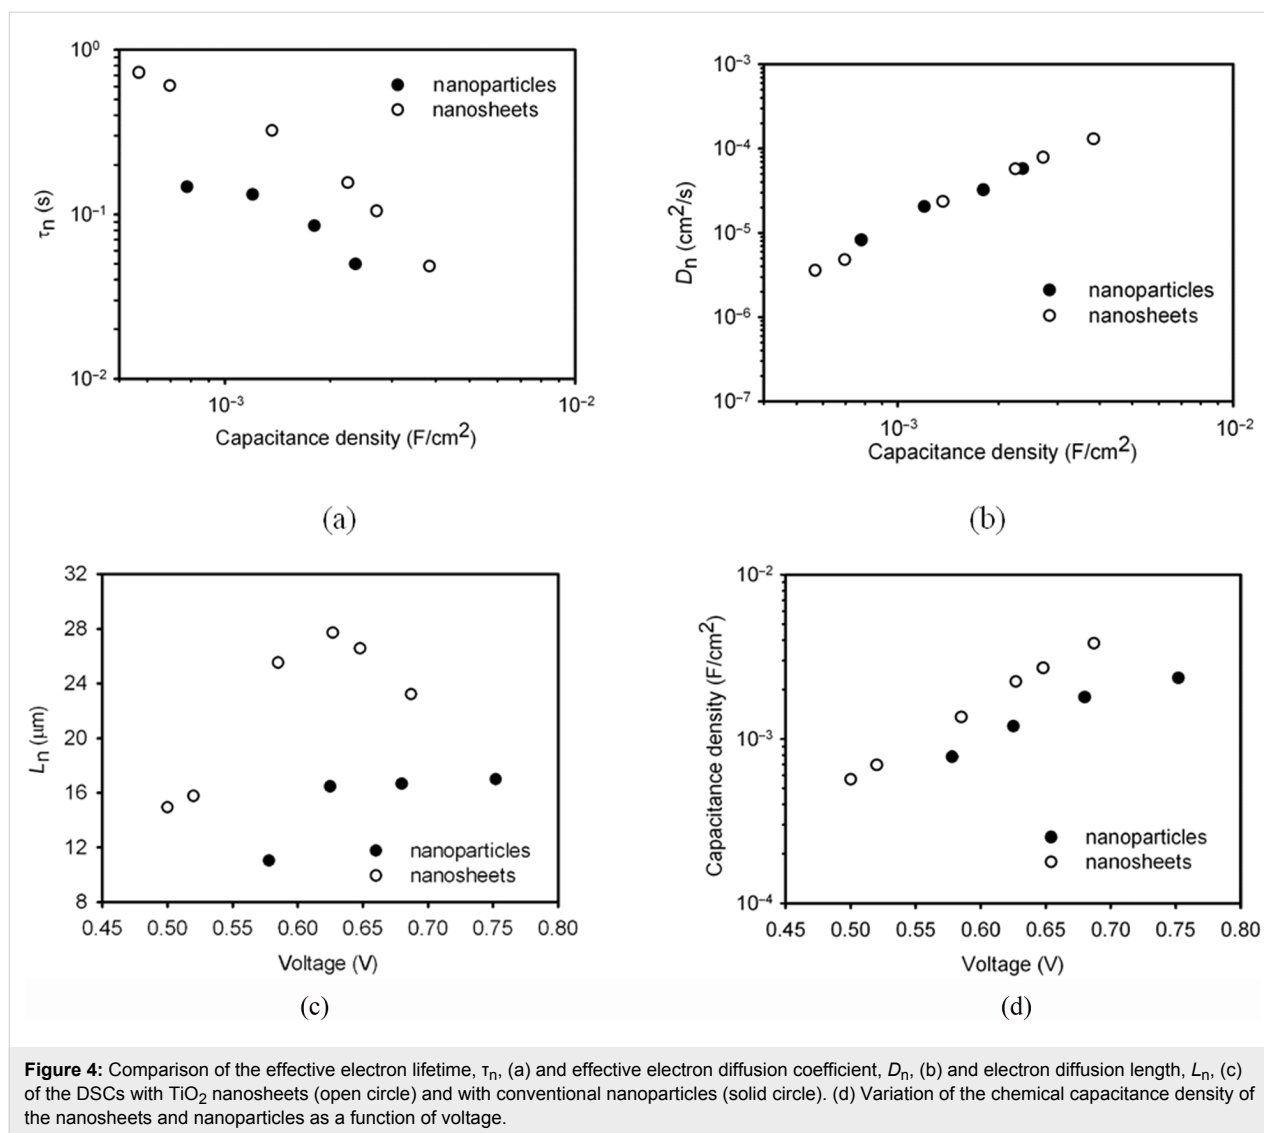 10⁰
10⁻¹
10⁻²
τn (s)
nanoparticles
nanosheets
10⁻³
10⁻²
Capacitance density (F/cm²)
(a)
10⁻³
10⁻⁴
10⁻⁵
10⁻⁶
10⁻⁷
Dn (cm²/s)
nanoparticles
nanosheets
10⁻³
10⁻²
Capacitance density (F/cm²)
(b)
32
28
24
20
16
12
8
Ln (μm)
nanoparticles
nanosheets
0.45 0.50 0.55 0.60 0.65 0.70 0.75 0.80
Voltage (V)
(c)
10⁻²
10⁻³
10⁻⁴
Capacitance density (F/cm²)
nanoparticles
nanosheets
0.45 0.50 0.55 0.60 0.65 0.70 0.75 0.80
Voltage (V)
(d)
Figure 4: Comparison of the effective electron lifetime, τn, (a) and effective electron diffusion coefficient, Dn, (b) and electron diffusion length, Ln, (c)
of the DSCs with TiO2 nanosheets (open circle) and with conventional nanoparticles (solid circle). (d) Variation of the chemical capacitance density of
the nanosheets and nanoparticles as a function of voltage.